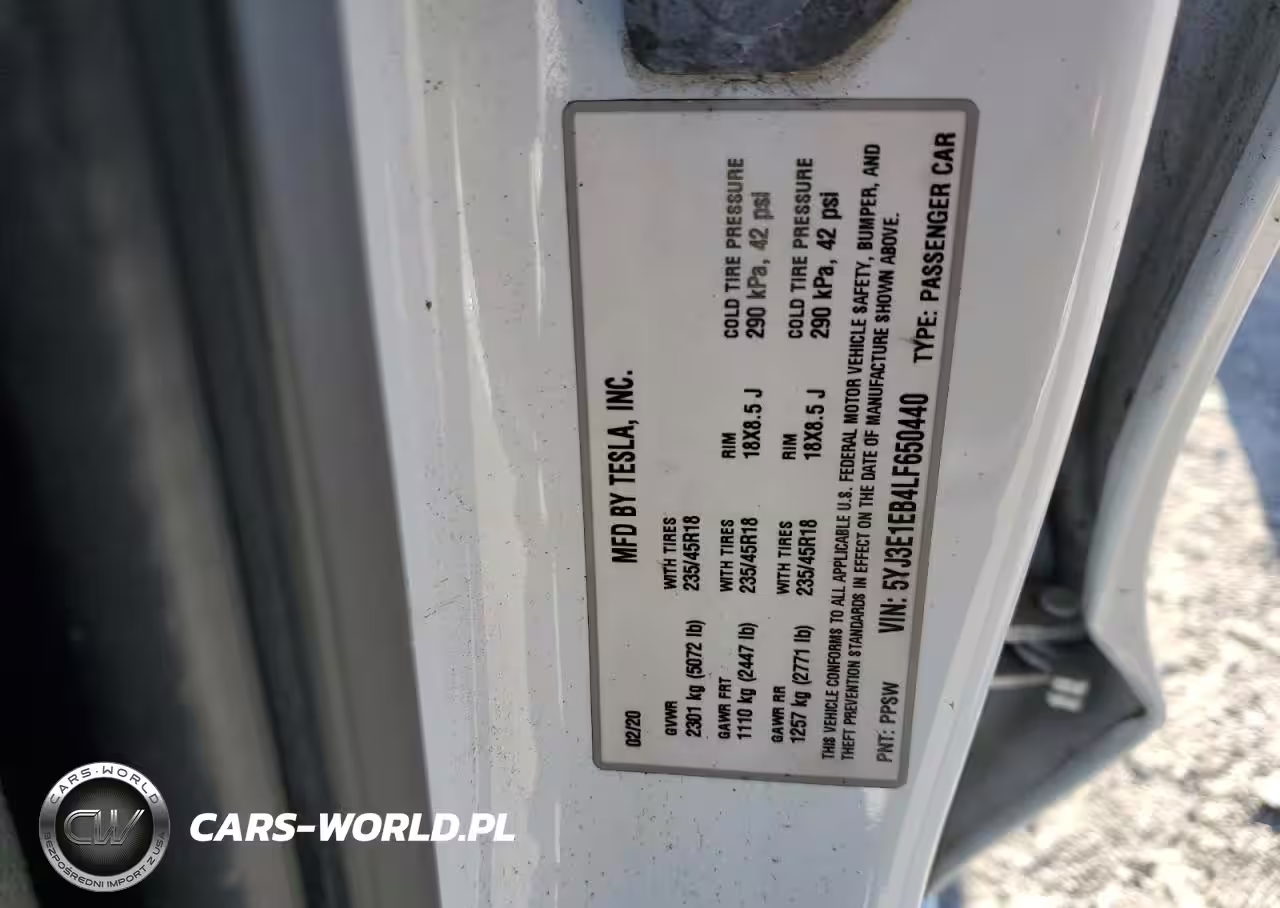 MFD BY TESLA, INC.
02/20
GVWR WITH TIRES
2301 kg (5072 lb) 235/45R18
GAWR FRT WITH TIRES RIM COLD TIRE PRESSURE
1110 kg (2447 lb) 235/45R18 18X8.5 J 290 kPa, 42 psi
GAWR RR WITH TIRES RIM COLD TIRE PRESSURE
1257 kg (2771 lb) 235/45R18 18X8.5 J 290 kPa, 42 psi
THIS VEHICLE CONFORMS TO ALL APPLICABLE U.S. FEDERAL MOTOR VEHICLE SAFETY, BUMPER, AND
THEFT PREVENTION STANDARDS IN EFFECT ON THE DATE OF MANUFACTURE SHOWN ABOVE.
PNT: PPSW VIN: 5YJ3E1EB4LF650440 TYPE: PASSENGER CAR
CARS-WORLD
CW
BEZPOŚREDNI IMPORT Z USA
CARS-WORLD.PL